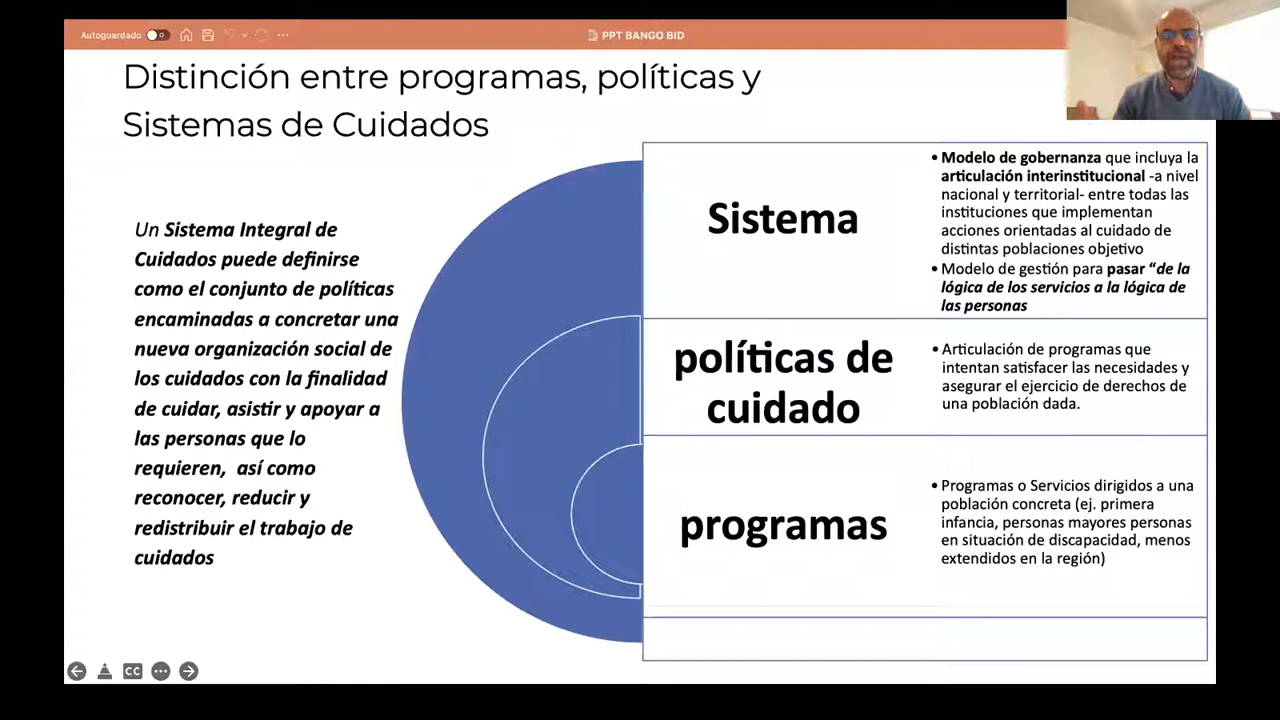 Autoguardado
PPT BANGO BID
Distinción entre programas, políticas y
Sistemas de Cuidados
Un Sistema Integral de
Cuidados puede definirse
como el conjunto de políticas
encaminadas a concretar una
nueva organización social de
los cuidados con la finalidad
de cuidar, asistir y apoyar a
las personas que lo
requieren, así como
reconocer, reducir y
redistribuir el trabajo de
cuidados
Sistema
• Modelo de gobernanza que incluya la
articulación interinstitucional -a nivel
nacional y territorial- entre todas las
instituciones que implementan
acciones orientadas al cuidado de
distintas poblaciones objetivo
• Modelo de gestión para pasar “de la
lógica de los servicios a la lógica de
las personas
políticas de
cuidado
• Articulación de programas que
intentan satisfacer las necesidades y
asegurar el ejercicio de derechos de
una población dada.
programas
• Programas o Servicios dirigidos a una
población concreta (ej. primera
infancia, personas mayores personas
en situación de discapacidad, menos
extendidos en la región)
CC